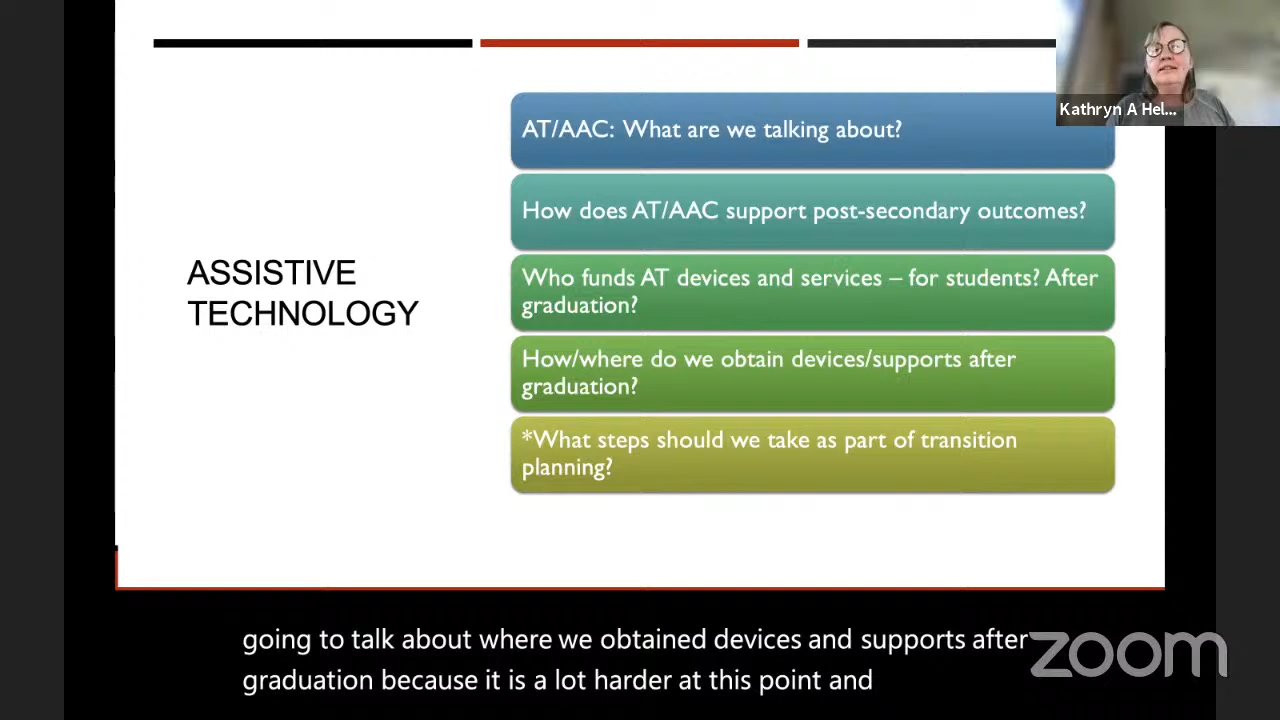 Kathryn A Hel...
AT/AAC: What are we talking about?
How does AT/AAC support post-secondary outcomes?
Who funds AT devices and services – for students? After
graduation?
How/where do we obtain devices/supports after
graduation?
*What steps should we take as part of transition
planning?
ASSISTIVE
TECHNOLOGY
going to talk about where we obtained devices and supports after
graduation because it is a lot harder at this point and
zoom